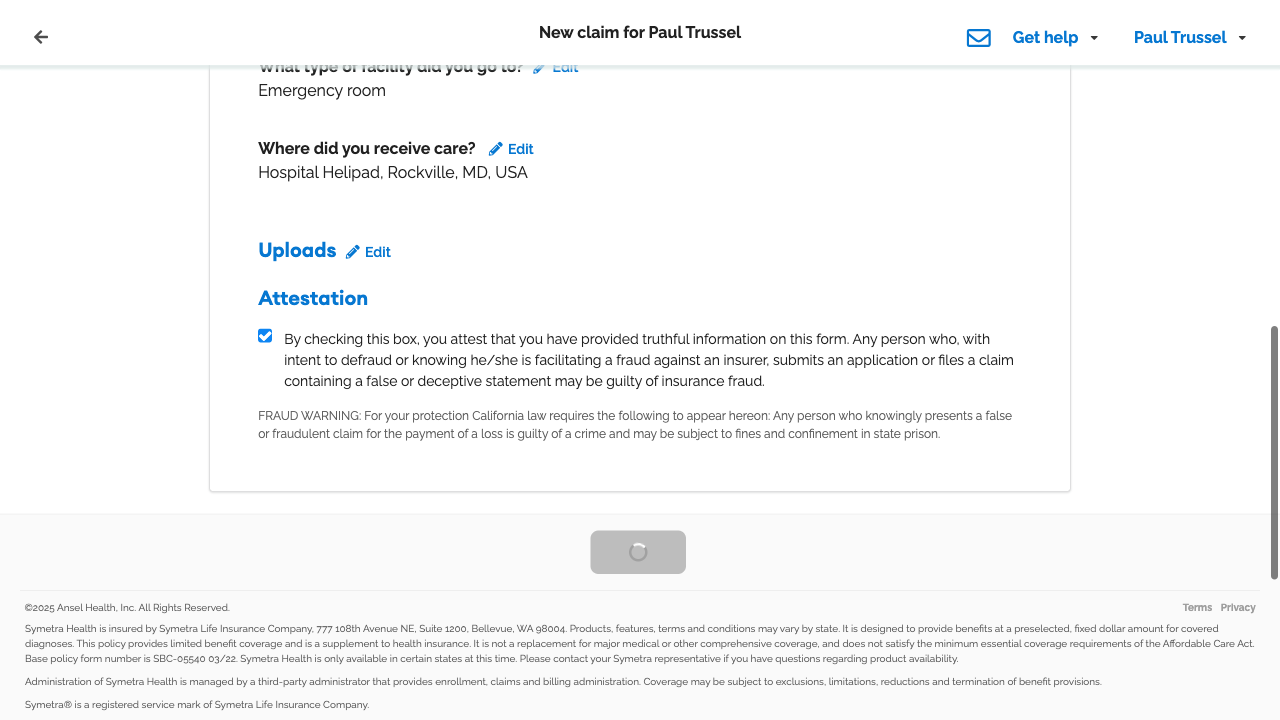 New claim for Paul Trussel
Get help
Paul Trussel
What type of facility did you go to? Edit
Emergency room
Where did you receive care? Edit
Hospital Helipad, Rockville, MD, USA
Uploads Edit
Attestation
By checking this box, you attest that you have provided truthful information on this form. Any person who, with
intent to defraud or knowing he/she is facilitating a fraud against an insurer, submits an application or files a claim
containing a false or deceptive statement may be guilty of insurance fraud.
FRAUD WARNING: For your protection California law requires the following to appear hereon: Any person who knowingly presents a false
or fraudulent claim for the payment of a loss is guilty of a crime and may be subject to fines and confinement in state prison.
©2025 Ansel Health, Inc. All Rights Reserved.
Terms Privacy
Symetra Health is insured by Symetra Life Insurance Company, 777 108th Avenue NE, Suite 1200, Bellevue, WA 98004. Products, features, terms and conditions may vary by state. It is designed to provide benefits at a preselected, fixed dollar amount for covered
diagnoses. This policy provides limited benefit coverage and is a supplement to health insurance. It is not a replacement for major medical or other comprehensive coverage, and does not satisfy the minimum essential coverage requirements of the Affordable Care Act.
Base policy form number is SBC-05540 03/22. Symetra Health is only available in certain states at this time. Please contact your Symetra representative if you have questions regarding product availability.
Administration of Symetra Health is managed by a third-party administrator that provides enrollment, claims and billing administration. Coverage may be subject to exclusions, limitations, reductions and termination of benefit provisions.
Symetra® is a registered service mark of Symetra Life Insurance Company.